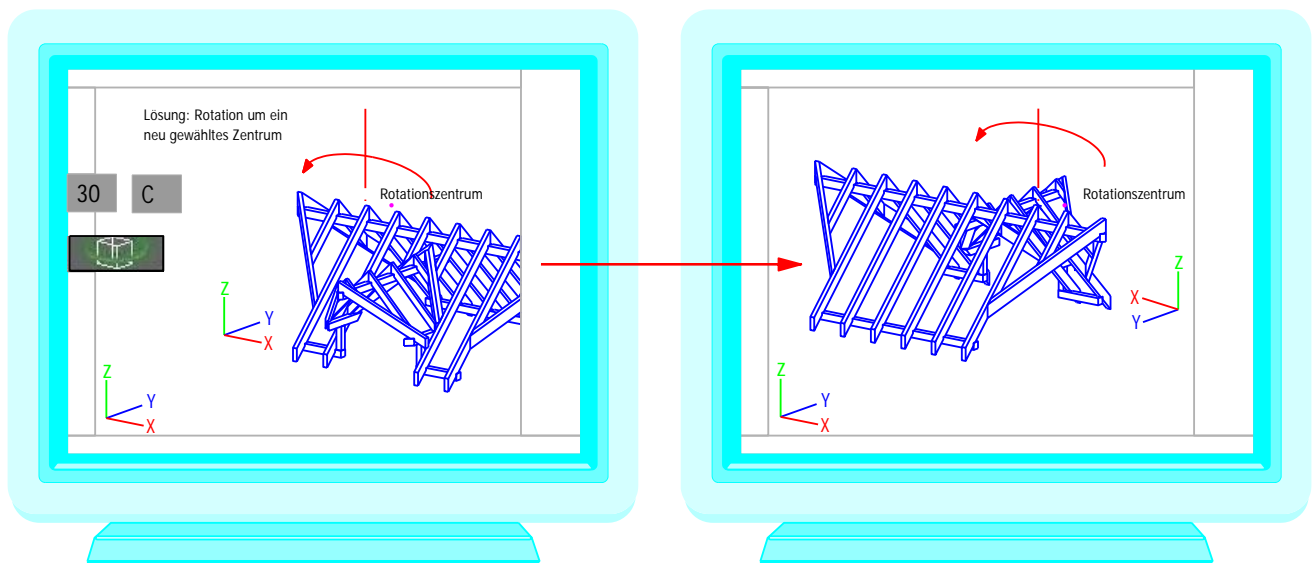 Lösung: Rotation um ein
neu gewähltes Zentrum
30 C
Rotationszentrum
Z
Y
X
Z
Y
X
Rotationszentrum
Z
X
Y
Z
Y
X